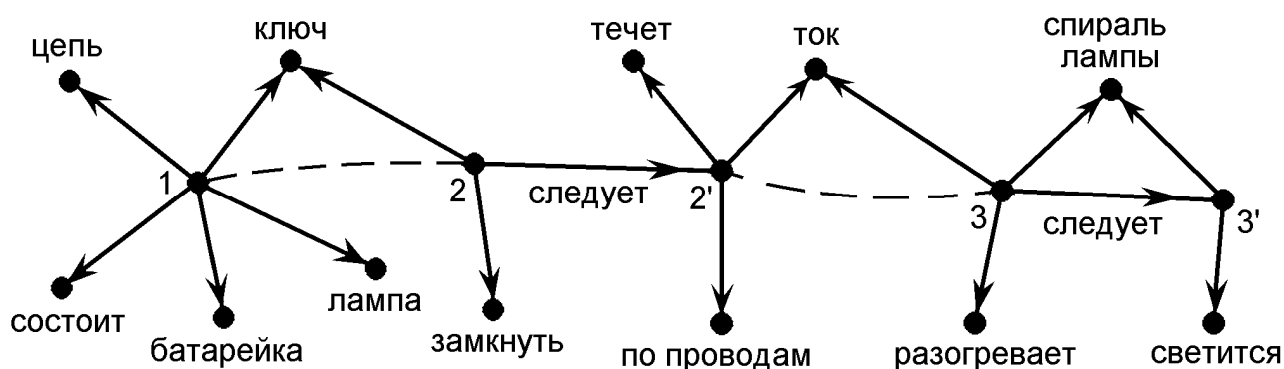 цепь
ключ
течет
ток
спираль
лампы
1
2
следует
2'
3
следует
3'
состоит
батарейка
лампа
замкнуть
по проводам
разогревает
светится